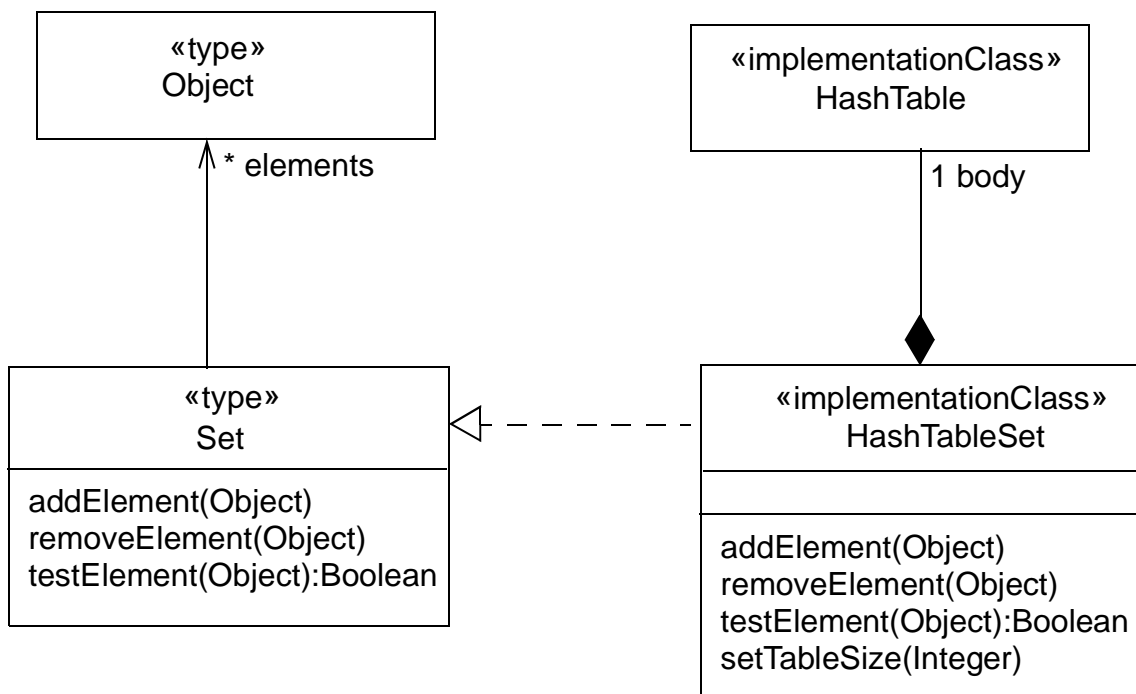 «type»
Object
* elements
«implementationClass»
HashTable
1 body
«type»
Set
addElement(Object)
removeElement(Object)
testElement(Object):Boolean
«implementationClass»
HashTableSet
addElement(Object)
removeElement(Object)
testElement(Object):Boolean
setTableSize(Integer)